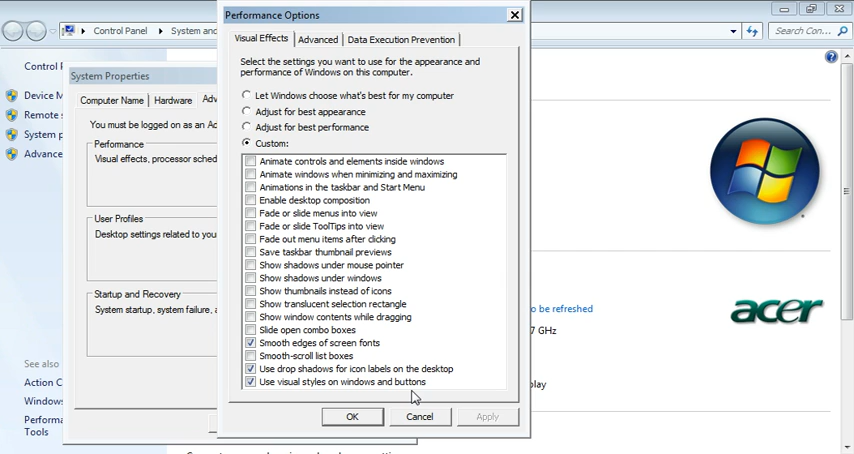 Control Panel
System and
Search Con...
Control P
Device M
Remote s
System p
Advance
See also
Action C
Windows
Performa
Tools
System Properties
Computer Name
Hardware
Adv
You must be logged on as an Ad
Performance
Visual effects, processor sched
User Profiles
Desktop settings related to you
Startup and Recovery
System startup, system failure, a
Performance Options
Visual Effects
Advanced
Data Execution Prevention
Select the settings you want to use for the appearance and
performance of Windows on this computer.
Let Windows choose what's best for my computer
Adjust for best appearance
Adjust for best performance
Custom:
Animate controls and elements inside windows
Animate windows when minimizing and maximizing
Animations in the taskbar and Start Menu
Enable desktop composition
Fade or slide menus into view
Fade or slide ToolTips into view
Fade out menu items after clicking
Save taskbar thumbnail previews
Show shadows under mouse pointer
Show shadows under windows
Show thumbnails instead of icons
Show translucent selection rectangle
Show window contents while dragging
Slide open combo boxes
Smooth edges of screen fonts
Smooth-scroll list boxes
Use drop shadows for icon labels on the desktop
Use visual styles on windows and buttons
OK
Cancel
Apply
o be refreshed
7 GHz
play
acer